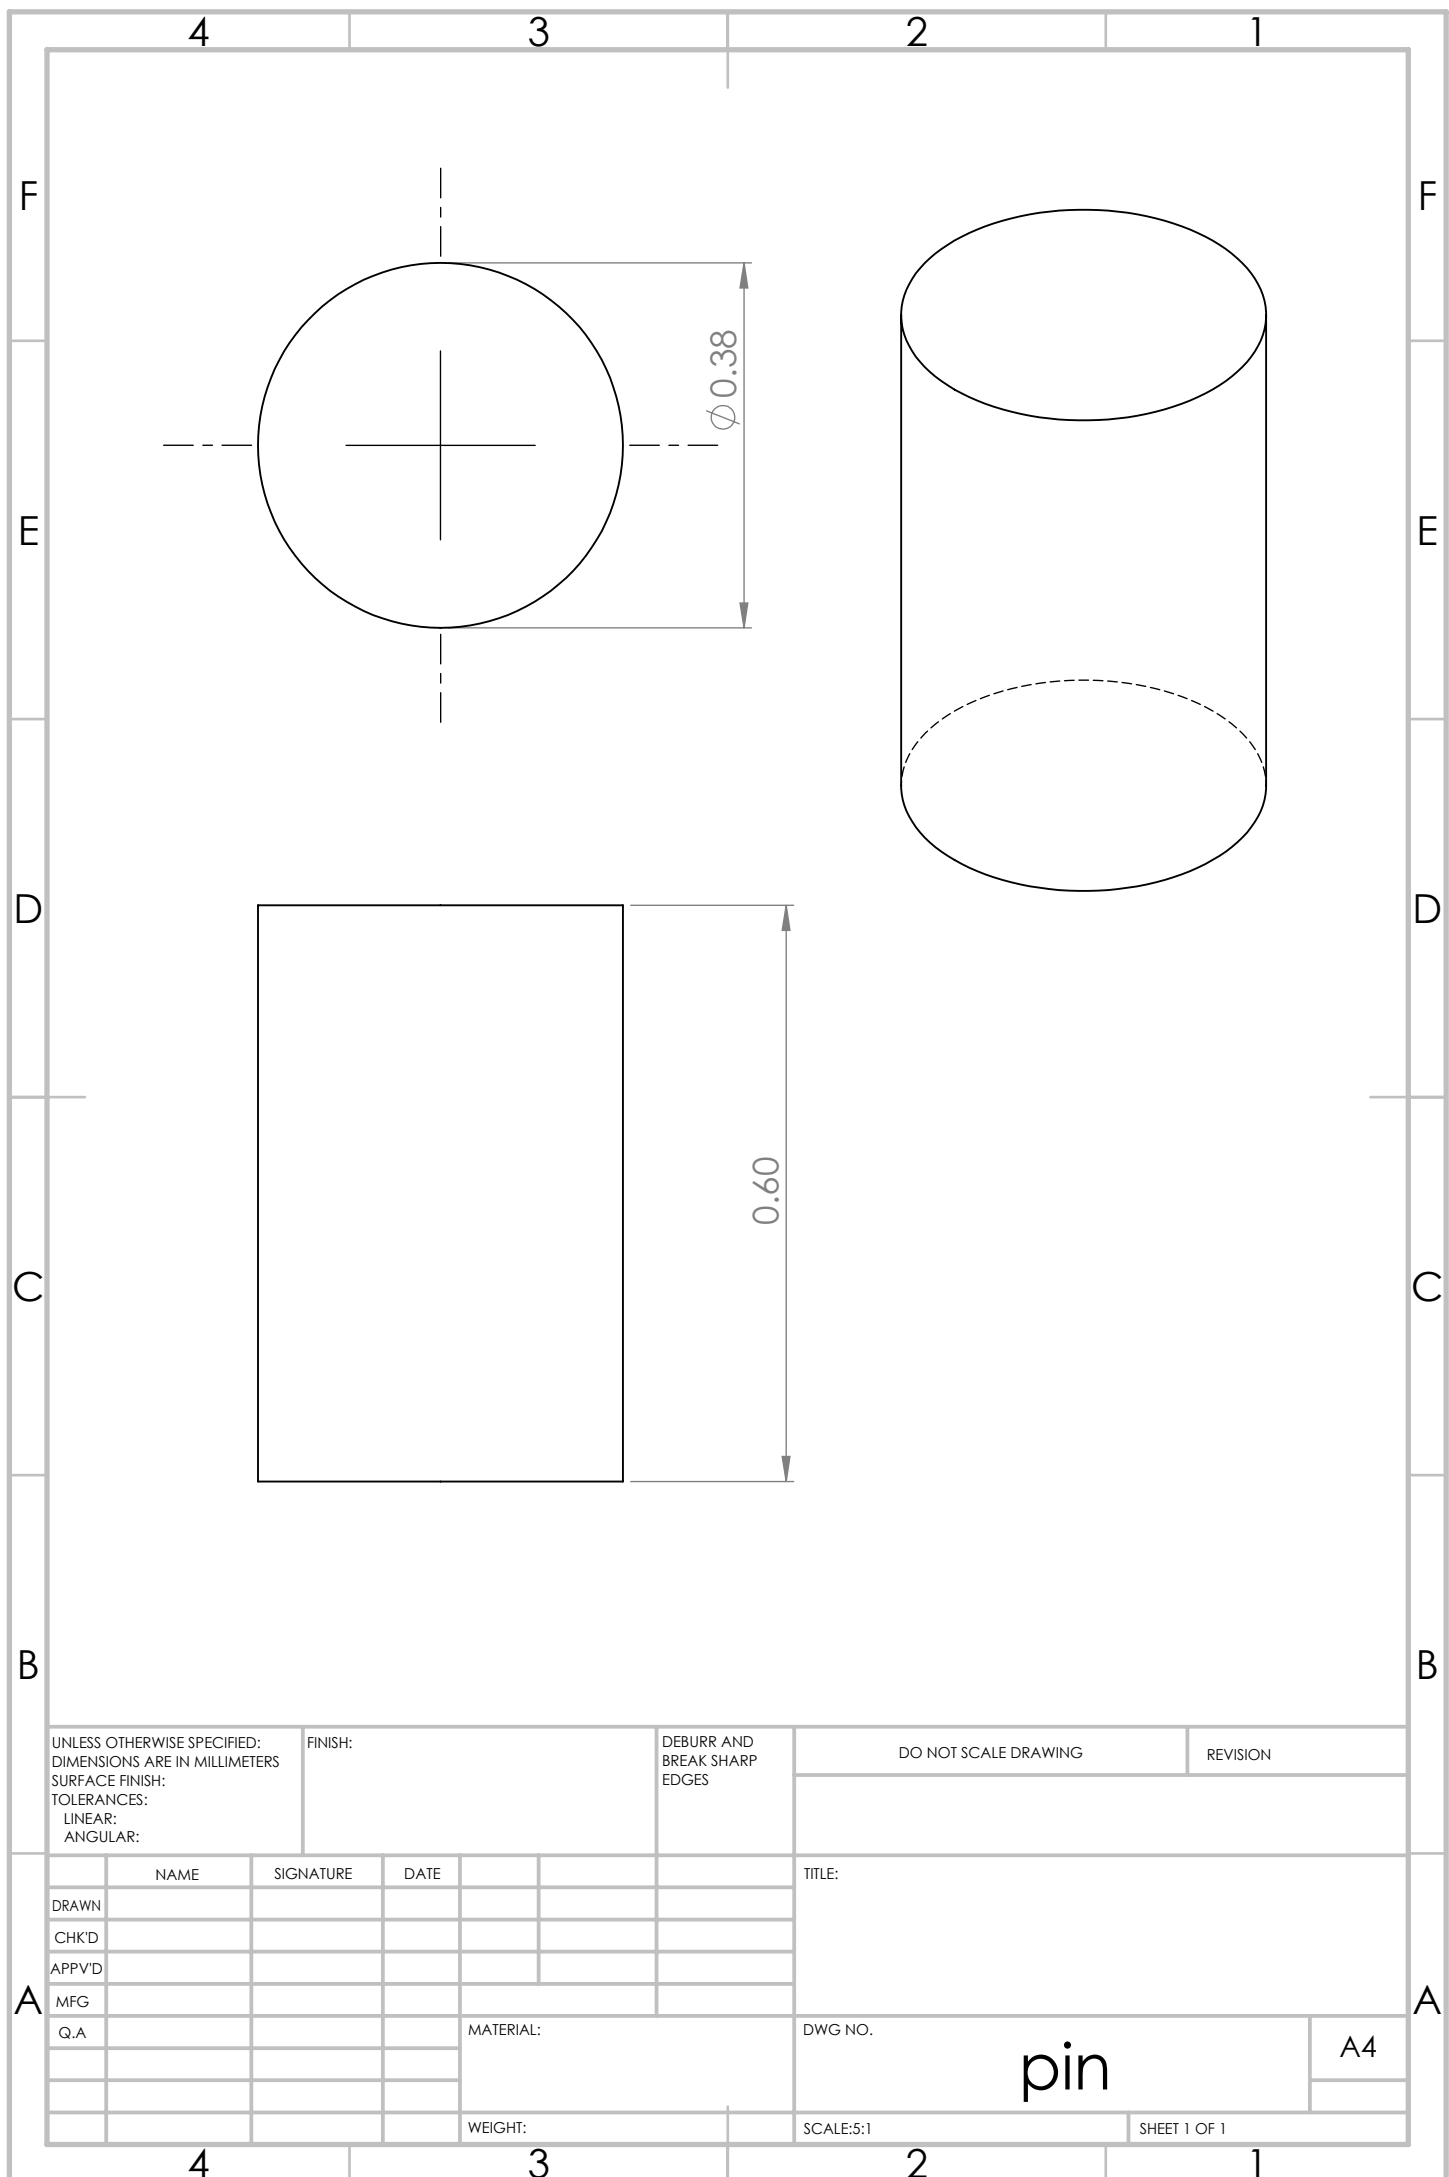 4 3 2 1
F F
⌀0.38
E E
D D
0.60
C C
B B
UNLESS OTHERWISE SPECIFIED:
DIMENSIONS ARE IN MILLIMETERS
SURFACE FINISH:
TOLERANCES:
LINEAR:
ANGULAR:
FINISH:
DEBURR AND
BREAK SHARP
EDGES
DO NOT SCALE DRAWING
REVISION
NAME SIGNATURE DATE
DRAWN
CHK'D
APPV'D
MFG
Q.A
TITLE:
A A
MATERIAL:
DWG NO.
pin
A4
WEIGHT:
SCALE:5:1
SHEET 1 OF 1
4 3 2 1